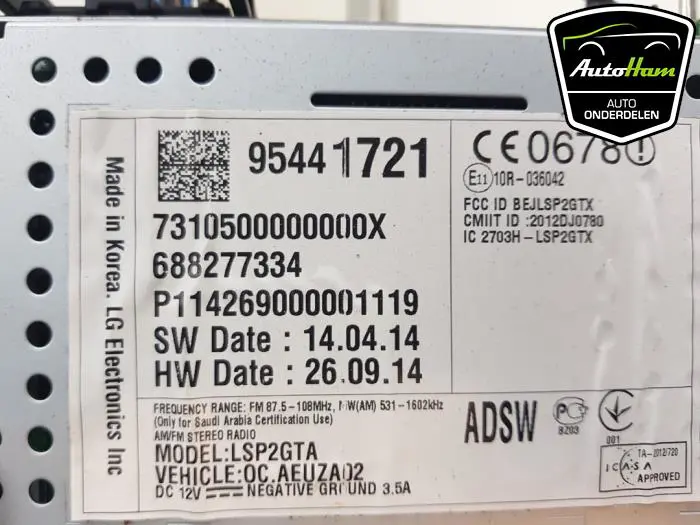 AutoHam
AUTO
ONDERDELEN
Made in Korea. LG Electronics Inc
95441721
7310500000000X
688277334
P114269000001119
SW Date : 14.04.14
HW Date : 26.09.14
CE0678!
E11 10R-036042
FCC ID BEJLSP2GTX
CMIIT ID :2012DJ0780
IC 2703H-LSP2GTX
FREQUENCY RANGE: FM 87.5-108MHz, MW(AM) 531-1602kHz
(Only for Saudi Arabia Certification Use)
AM/FM STEREO RADIO
MODEL:LSP2GTA
VEHICLE:OC.AEUZA02
DC 12V NEGATIVE GROUND 3.5A
ADSW
8203
001
TA-2012/720
ICASA
APPROVED